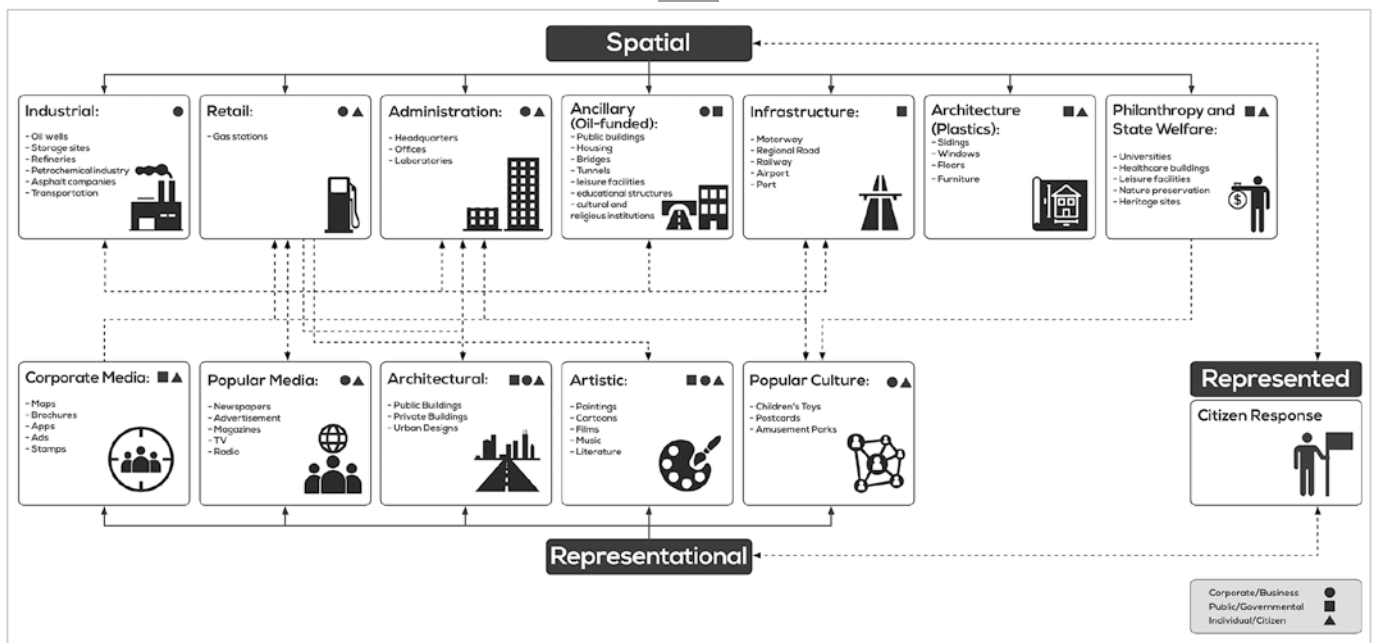 Spatial
Industrial:
- Oil wells
- Storage sites
- Refineries
- Petrochemical industry
- Asphalt companies
- Transportation
Retail:
- Gas stations
Administration:
- Headquarters
- Offices
- Laboratories
Ancillary
(Oil-funded):
- Public buildings
- Housing
- Bridges
- Tunnels
- leisure facilities
- educational structures
- cultural and
religious institutions
Infrastructure:
- Motorway
- Regional Road
- Railway
- Airport
- Port
Architecture
(Plastics):
- Sidings
- Windows
- Floors
- Furniture
Philanthropy and
State Welfare:
- Universities
- Healthcare buildings
- Leisure facilities
- Nature preservation
- Heritage sites
$
Corporate Media:
- Maps
- Brochures
- Apps
- Ads
- Stamps
Popular Media:
- Newspapers
- Advertisement
- Magazines
- TV
- Radio
Architectural:
- Public Buildings
- Private Buildings
- Urban Designs
Artistic:
- Paintings
- Cartoons
- Films
- Music
- Literature
Popular Culture:
- Children's Toys
- Postcards
- Amusement Parks
Represented
Citizen Response
Representational
Corporate/Business
Public/Governmental
Individual/Citizen